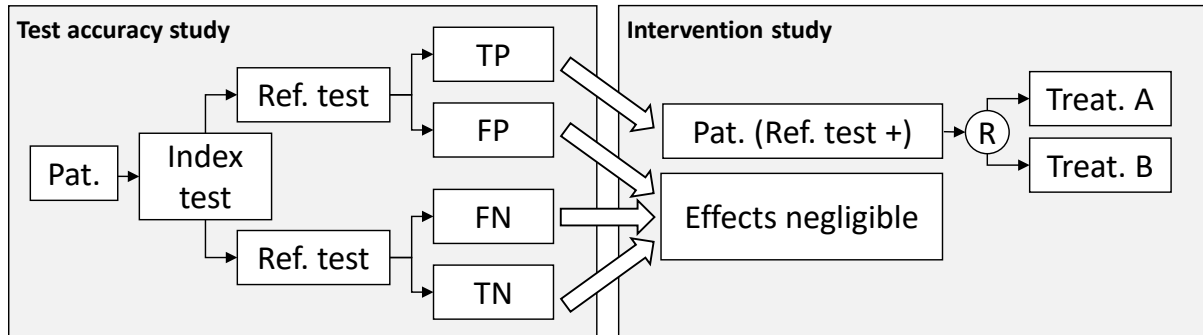 Test accuracy study
Pat.
Index
test
Ref. test
Ref. test
TP
FP
FN
TN
Intervention study
Pat. (Ref. test +)
Effects negligible
R
Treat. A
Treat. B